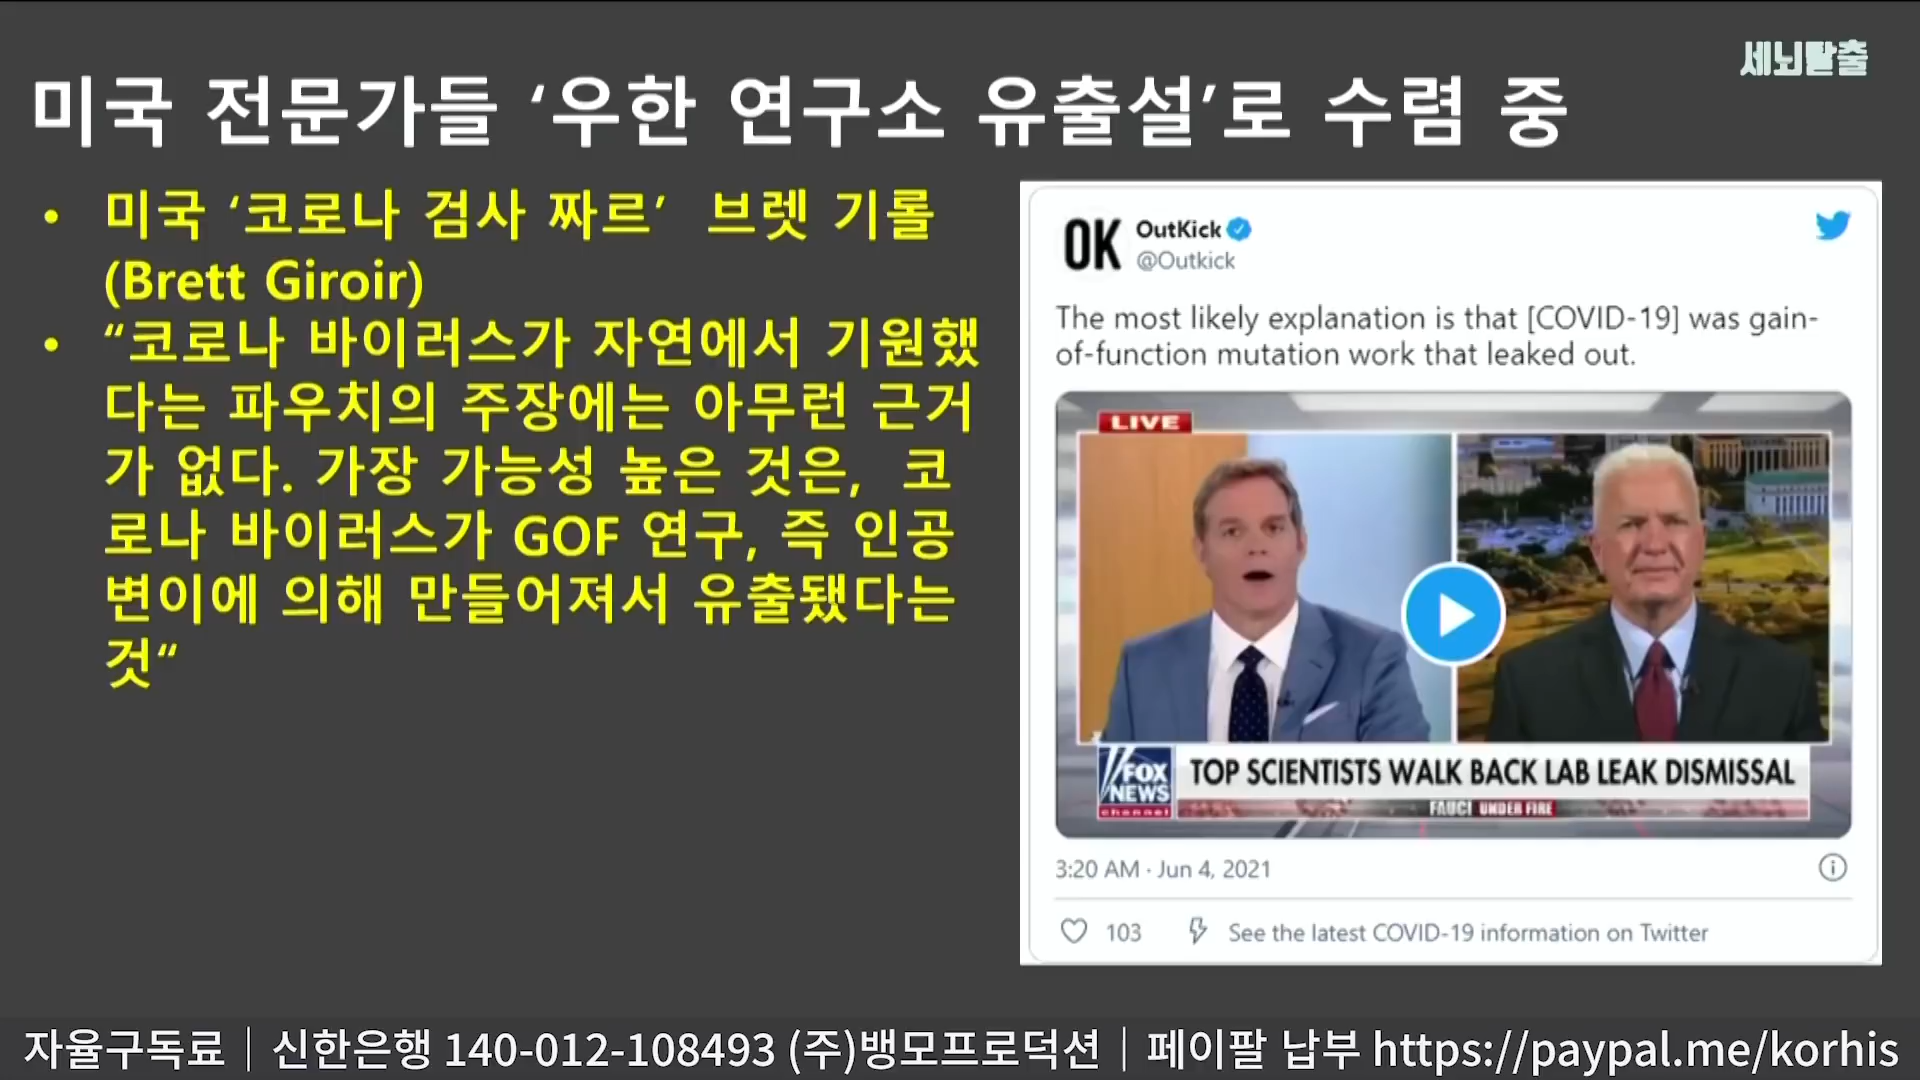 세뇌탈출
미국 전문가들 ‘우한 연구소 유출설’로 수렴 중
• 미국 ‘코로나 검사 짜르’ 브렛 기롤
(Brett Giroir)
• “코로나 바이러스가 자연에서 기원했
다는 파우치의 주장에는 아무런 근거
가 없다. 가장 가능성 높은 것은, 코
로나 바이러스가 GOF 연구, 즉 인공
변이에 의해 만들어져서 유출됐다는
것“
OK
OutKick
@Outkick
The most likely explanation is that [COVID-19] was gain-
of-function mutation work that leaked out.
LIVE
FOX
NEWS
channel
TOP SCIENTISTS WALK BACK LAB LEAK DISMISSAL
FAUCI UNDER FIRE
3:20 AM · Jun 4, 2021
103
See the latest COVID-19 information on Twitter
자율구독료│신한은행 140-012-108493 (주)뱅모프로덕션│페이팔 납부 https://paypal.me/korhis